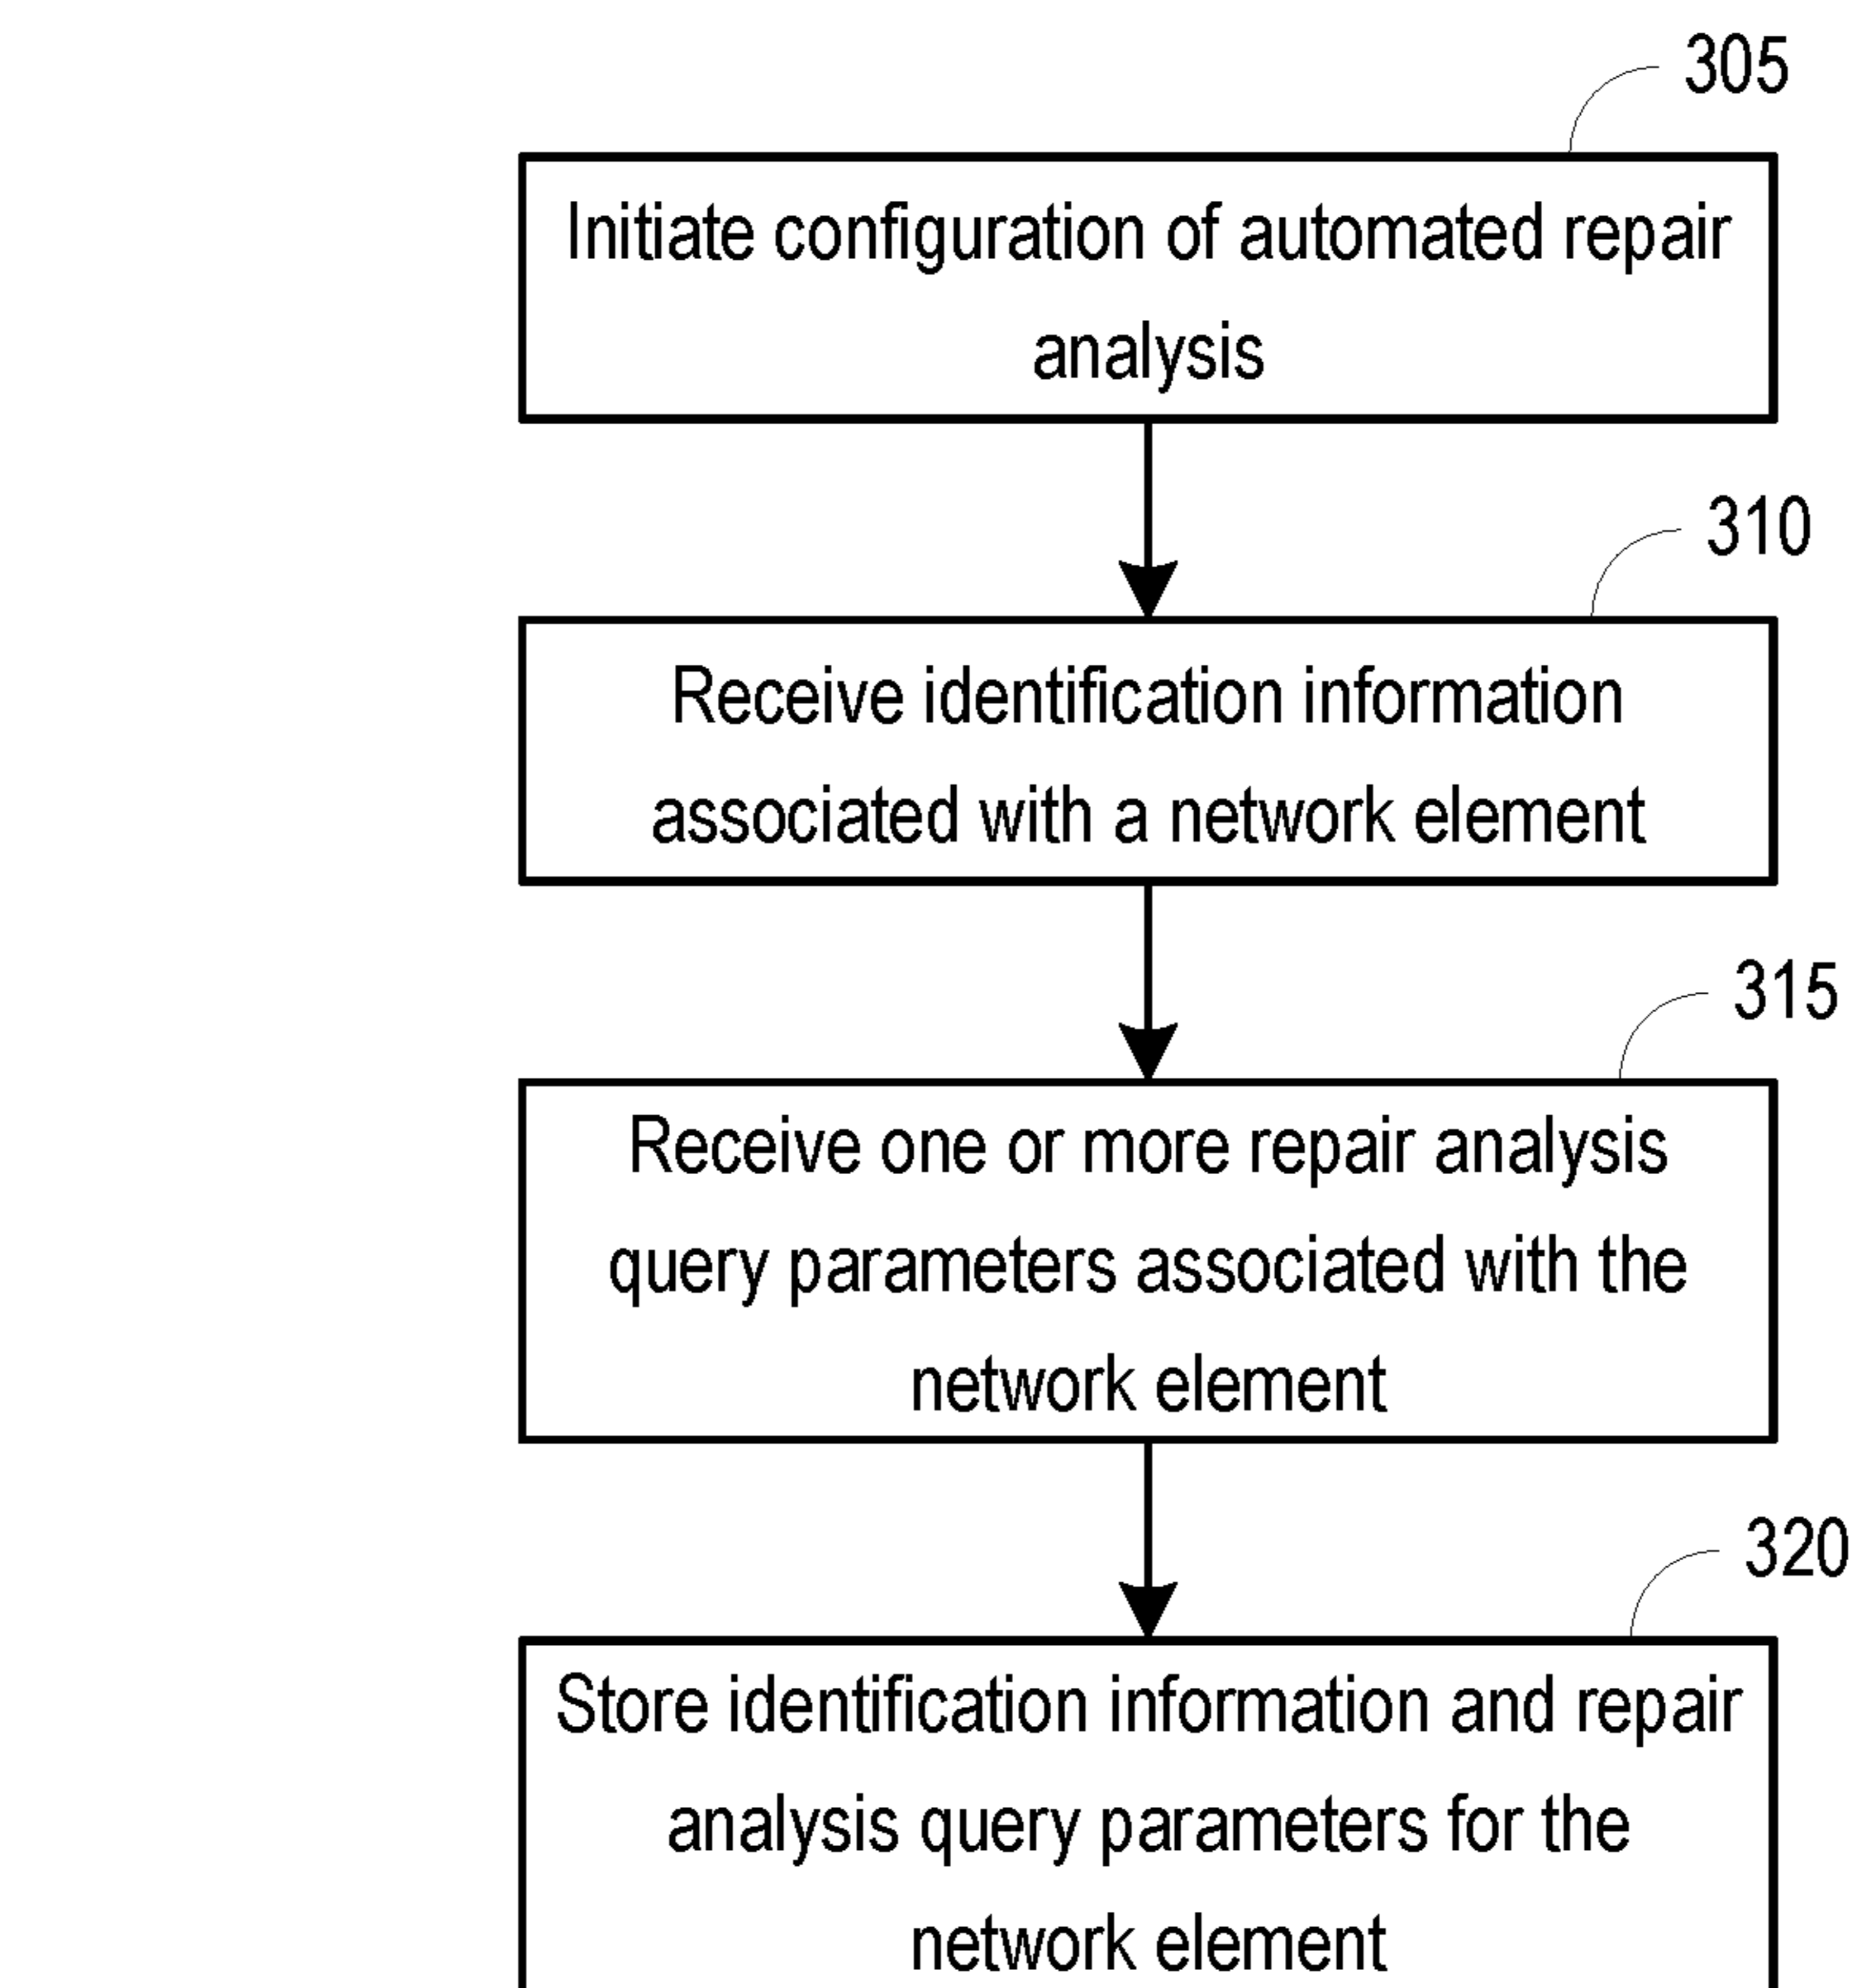 305
Initiate configuration of automated repair
analysis
310
Receive identification information
associated with a network element
315
Receive one or more repair analysis
query parameters associated with the
network element
320
Store identification information and repair
analysis query parameters for the
network element